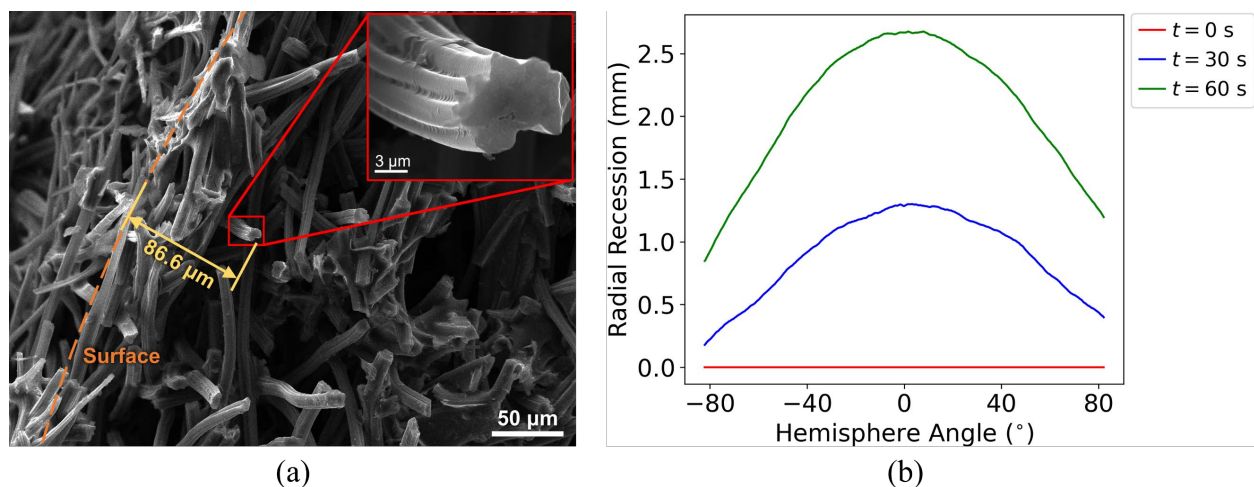 3 μm
86.6 μm
Surface
50 μm
(a)
Radial Recession (mm)
2.5
2.0
1.5
1.0
0.5
0.0
−80
−40
0
40
80
Hemisphere Angle (°)
t = 0 s
t = 30 s
t = 60 s
(b)